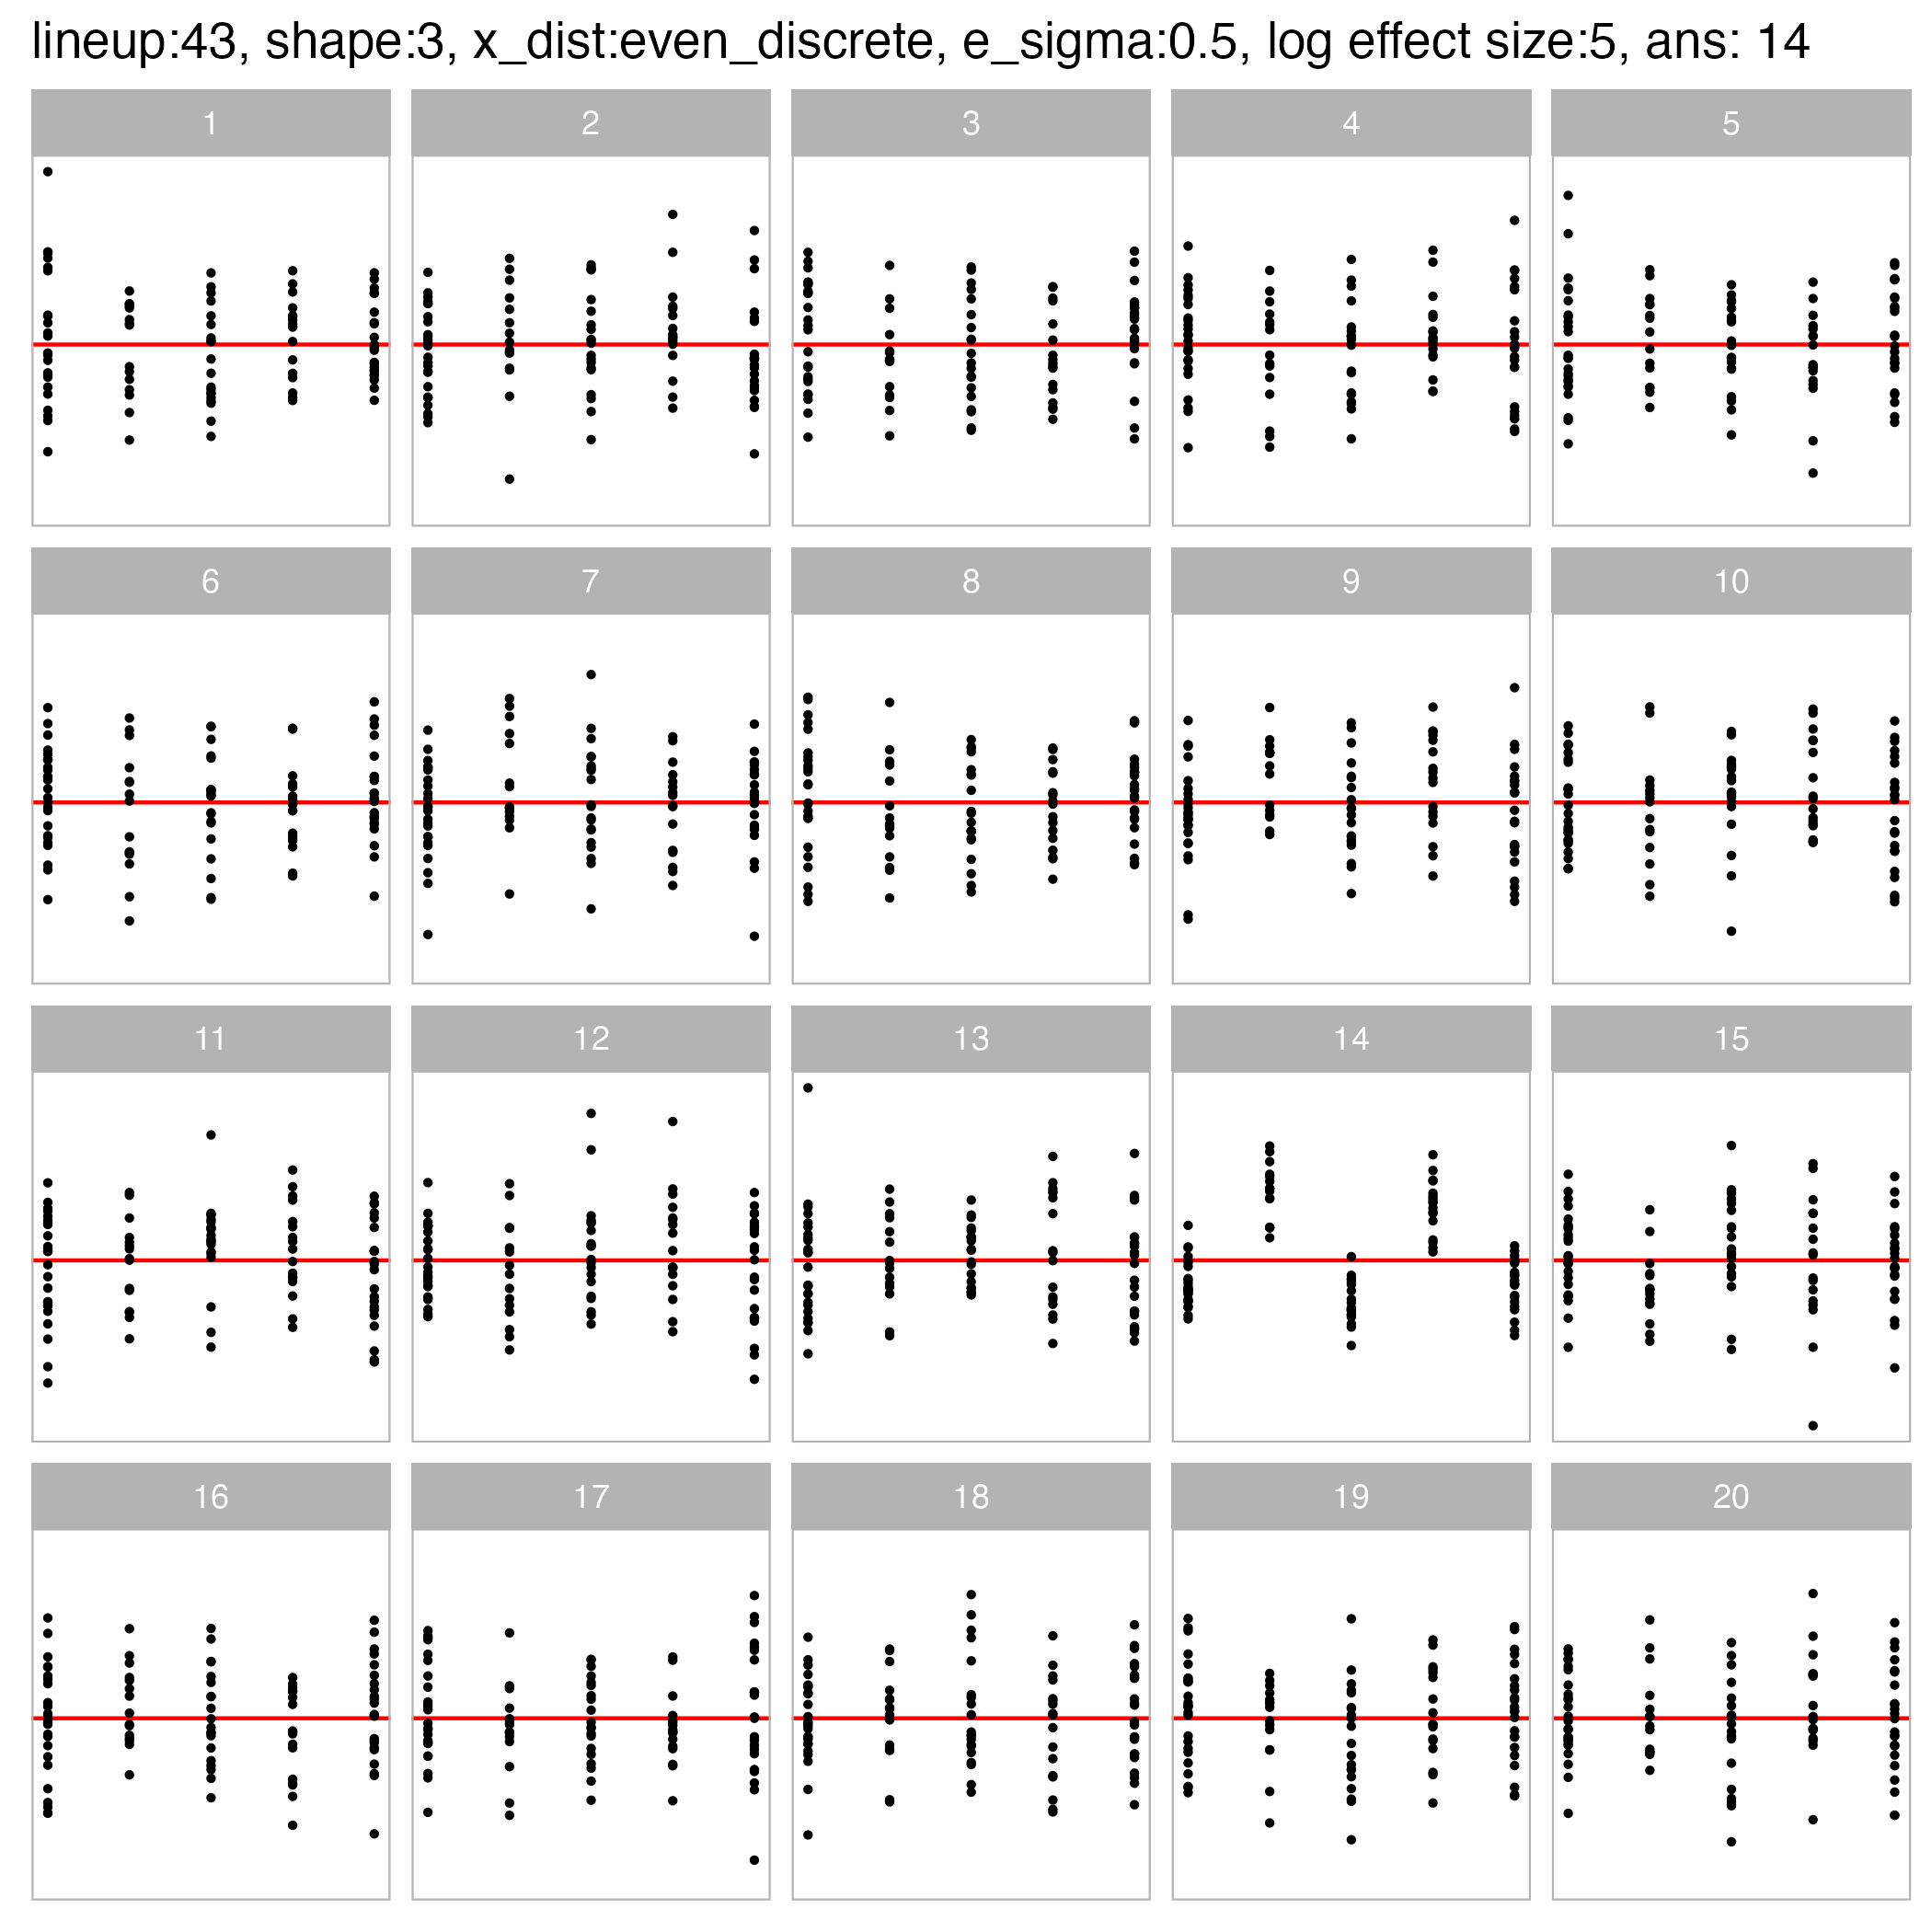 lineup:43, shape:3, x_dist:even_discrete, e_sigma:0.5, log effect size:5, ans: 14
1 2 3 4 5
6 7 8 9 10
11 12 13 14 15
16 17 18 19 20